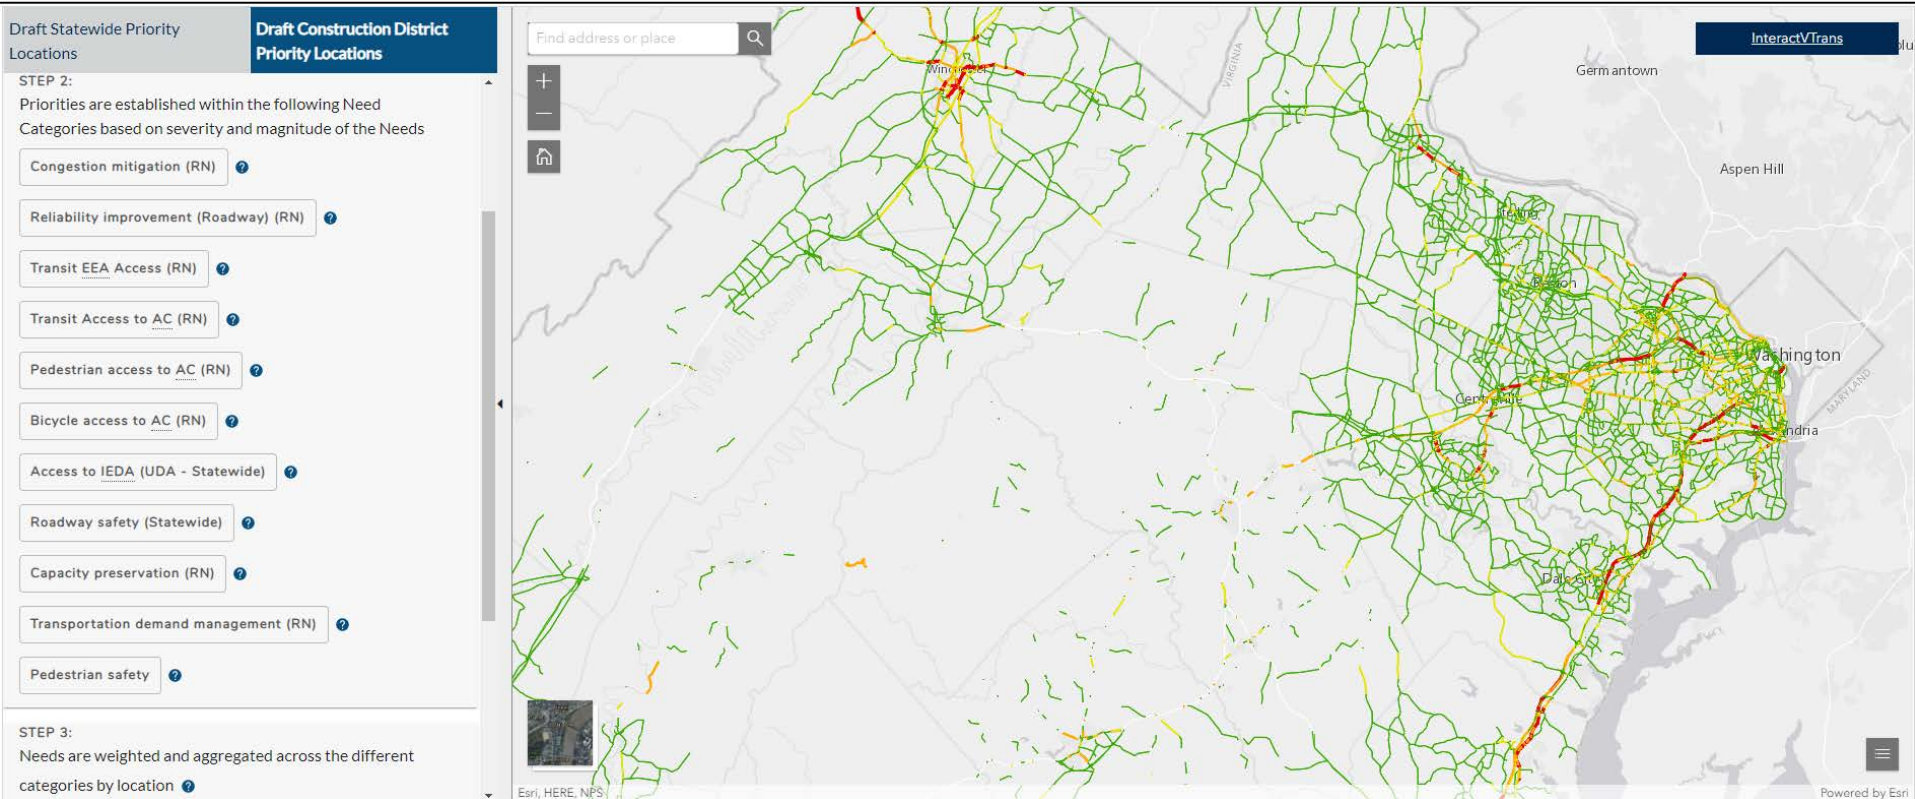 Draft Statewide Priority
Locations
Draft Construction District
Priority Locations
STEP 2:
Priorities are established within the following Need
Categories based on severity and magnitude of the Needs
Congestion mitigation (RN)
Reliability improvement (Roadway) (RN)
Transit EEA Access (RN)
Transit Access to AC (RN)
Pedestrian access to AC (RN)
Bicycle access to AC (RN)
Access to IEDA (UDA - Statewide)
Roadway safety (Statewide)
Capacity preservation (RN)
Transportation demand management (RN)
Pedestrian safety
STEP 3:
Needs are weighted and aggregated across the different
categories by location
Find address or place
InteractVTrans
VIRGINIA
Germantown
Aspen Hill
Washington
MARYLAND
Dale City
Esri, HERE, NPS
Powered by Esri